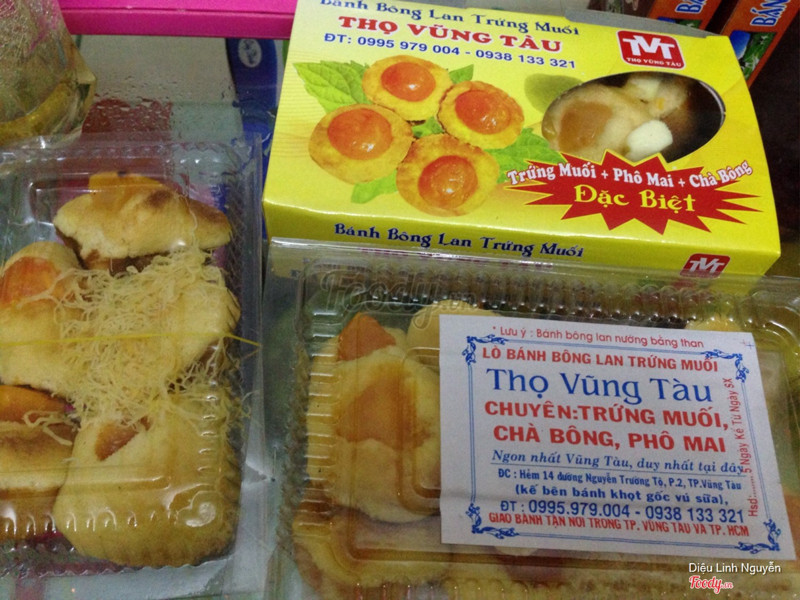 Bánh Bông Lan Trứng Muối
THỌ VŨNG TÀU
ĐT: 0995 979 004 - 0938 133 321
TVT
THỌ VŨNG TÀU
Trứng Muối + Phô Mai + Chà Bông
Đặc Biệt
Bánh Bông Lan Trứng Muối
TVT
BÁN
Foody.vn
* Lưu ý : Bánh bông lan nướng bằng than
LÒ BÁNH BÔNG LAN TRỨNG MUỐI
Thọ Vũng Tàu
CHUYÊN:TRỨNG MUỐI,
CHÀ BÔNG, PHÔ MAI
Ngon nhất Vũng Tàu, duy nhất tại đây
ĐC : Hẻm 14 đường Nguyễn Trường Tộ, P.2, TP.Vũng Tàu
(kế bên bánh khọt gốc vú sữa),
ĐT : 0995.979.004 - 0938 133 321
GIAO BÁNH TẬN NƠI TRONG TP. VŨNG TÀU VÀ TP. HCM
Hsd:...... 5 Ngày Kể Từ Ngày SX
Diệu Linh Nguyễn
Foody.vn